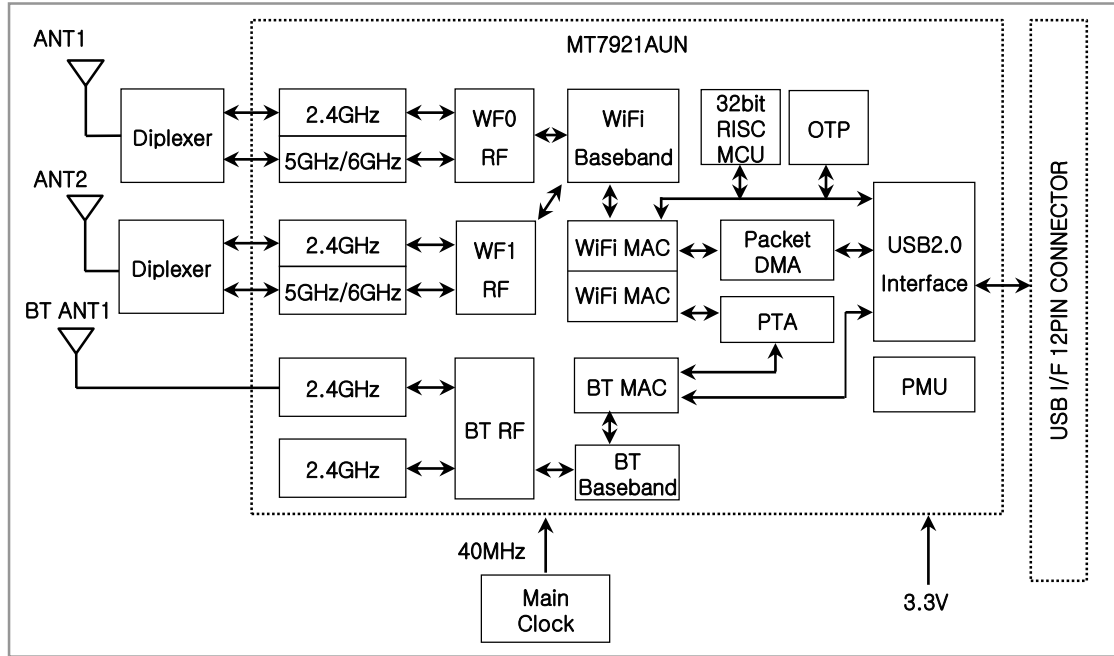 ANT1
MT7921AUN
Diplexer
2.4GHz
5GHz/6GHz
WF0
RF
WiFi
Baseband
32bit
RISC
MCU
OTP
ANT2
Diplexer
2.4GHz
5GHz/6GHz
WF1
RF
WiFi MAC
WiFi MAC
Packet
DMA
USB2.0
Interface
PTA
BT ANT1
2.4GHz
2.4GHz
BT RF
BT MAC
BT
Baseband
PMU
USB I/F 12PIN CONNECTOR
40MHz
Main
Clock
3.3V